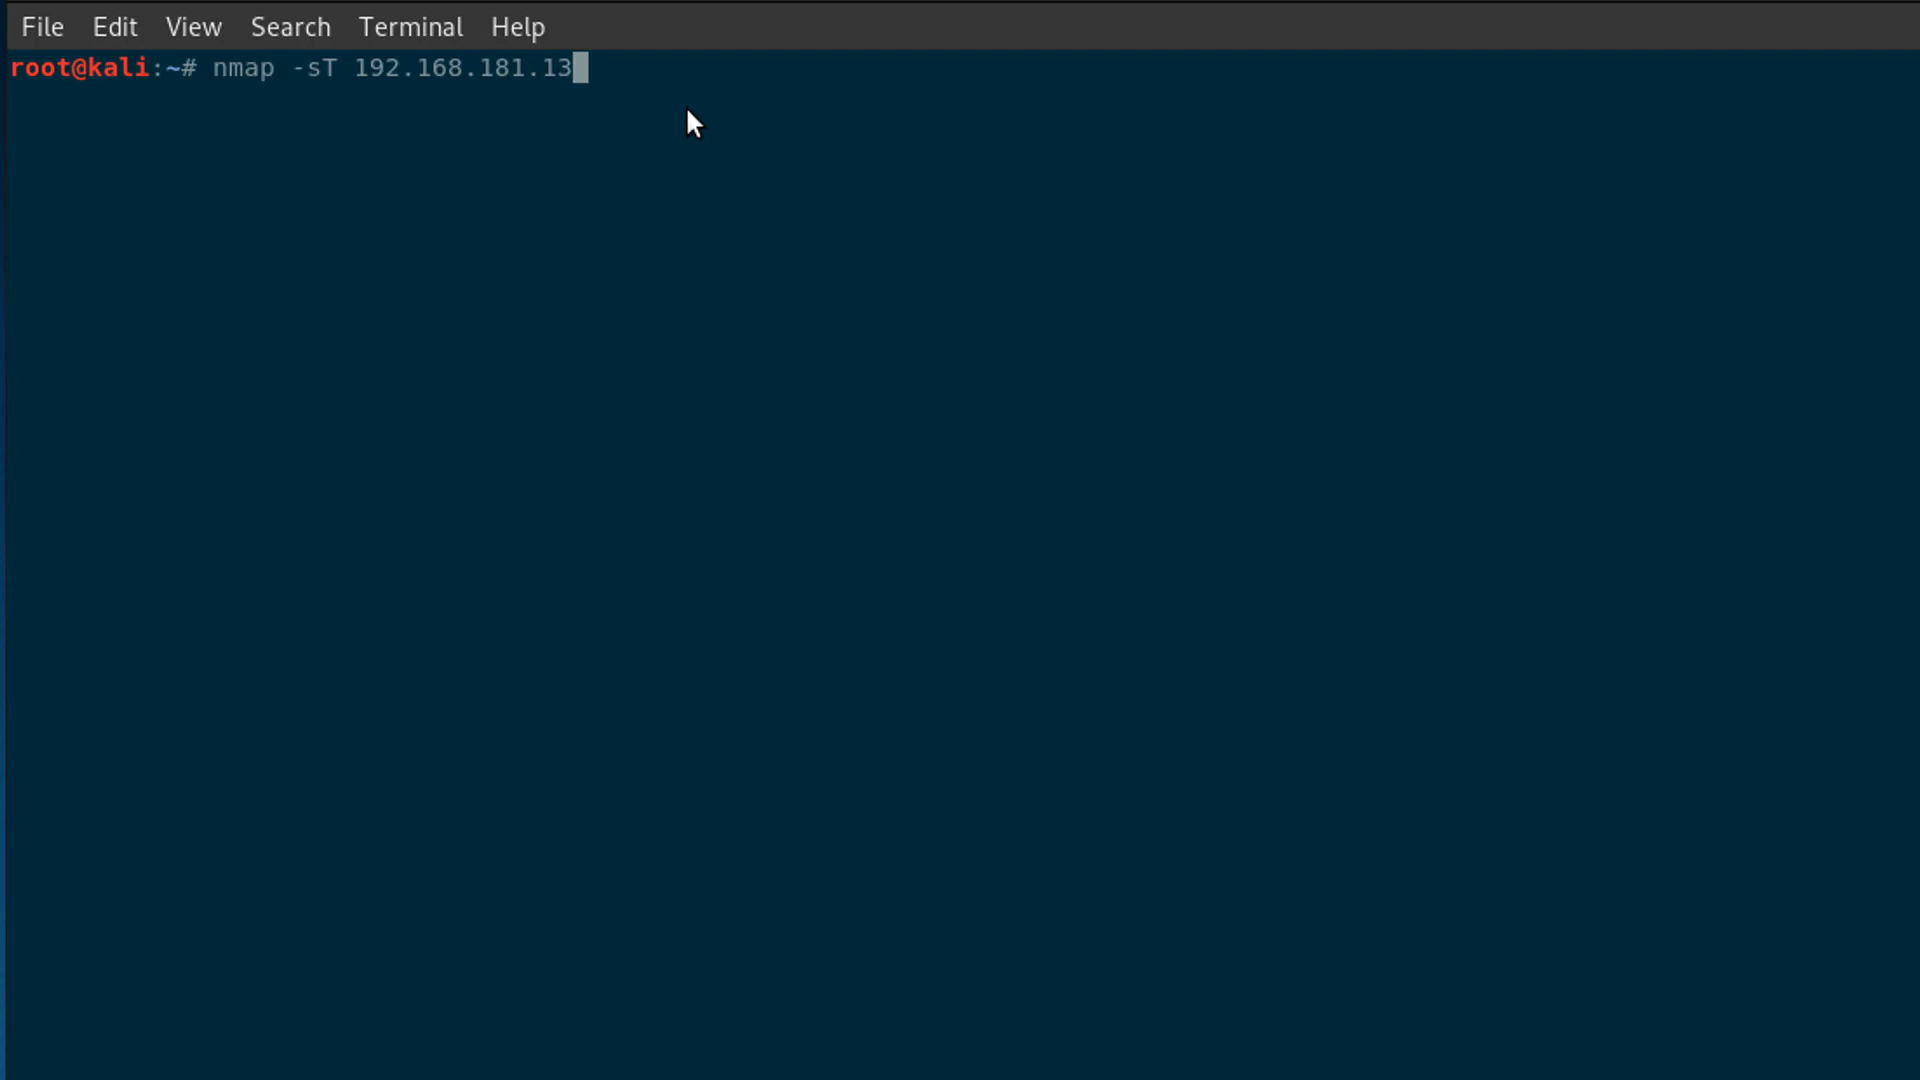 File Edit View Search Terminal Help
root@kali:~# nmap -sT 192.168.181.13